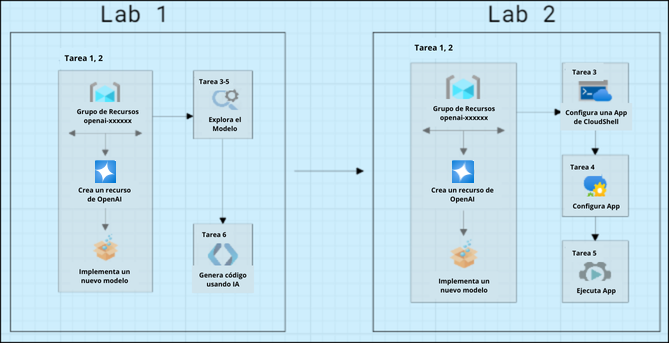 Lab 1
Tarea 1, 2
Grupo de Recursos
openai-xxxxxx
Crea un recurso
de OpenAI
Implementa un
nuevo modelo
Tarea 3-5
Explora el
Modelo
Tarea 6
Genera código
usando IA
Lab 2
Tarea 1, 2
Grupo de Recursos
openai-xxxxxx
Crea un recurso de
OpenAI
Implementa un
nuevo modelo
Tarea 3
Configura una App
de CloudShell
Tarea 4
Configura App
Tarea 5
Ejecuta App